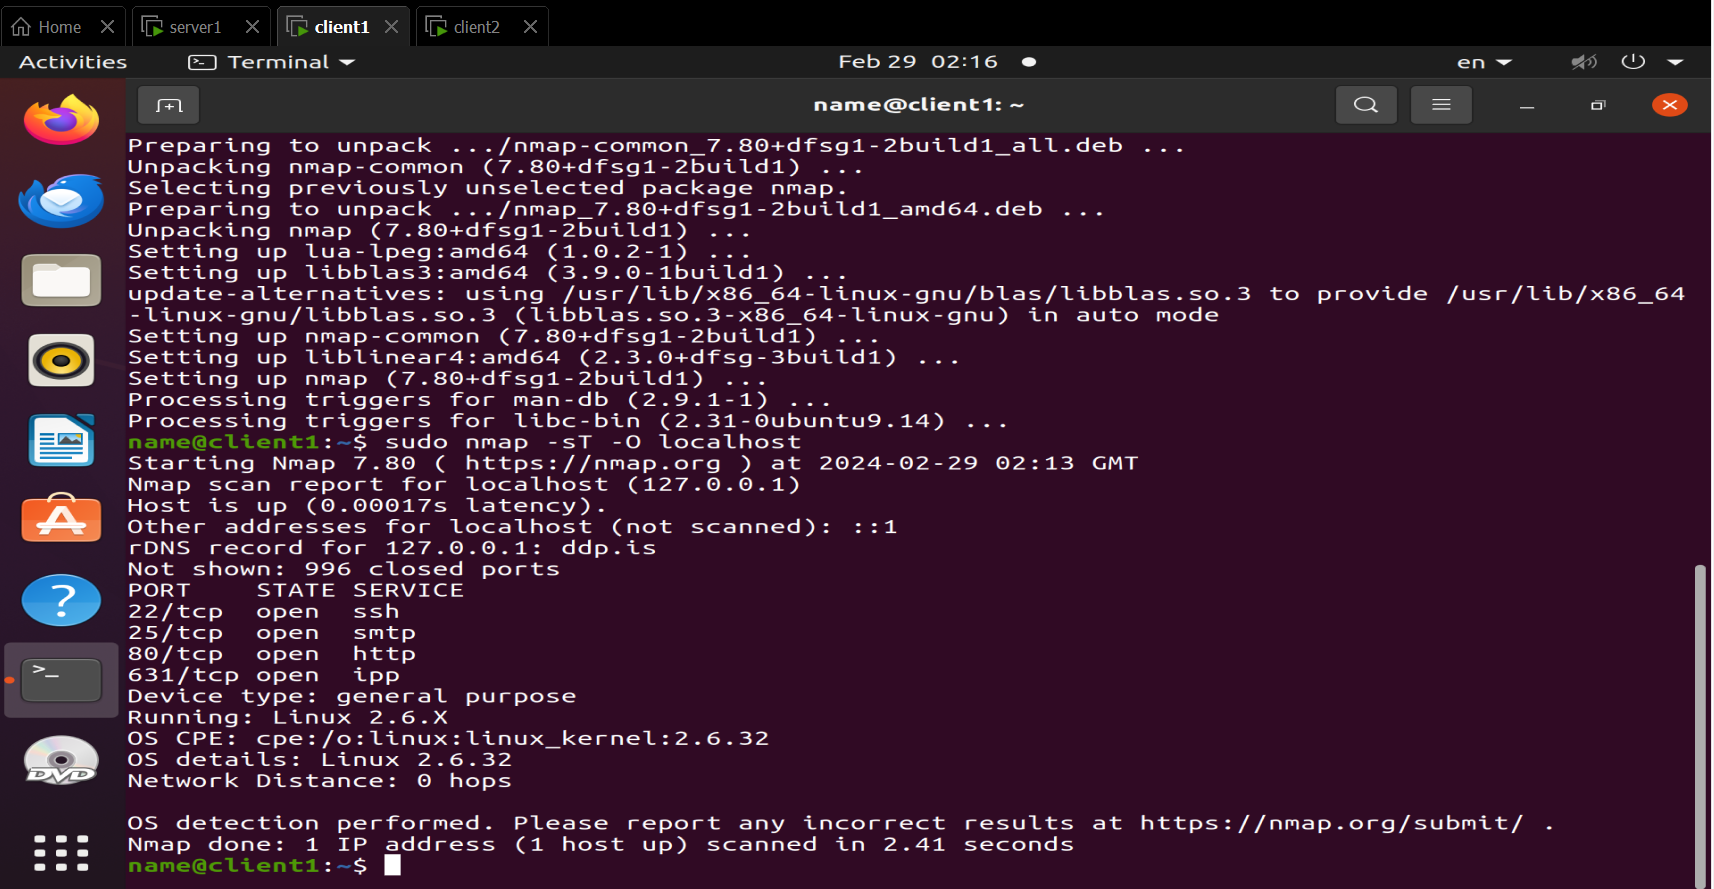 Home
server1
client1
client2
Activities
Terminal
Feb 29 02:16
en
name@client1: ~
Preparing to unpack .../nmap-common_7.80+dfsg1-2build1_all.deb ...
Unpacking nmap-common (7.80+dfsg1-2build1) ...
Selecting previously unselected package nmap.
Preparing to unpack .../nmap_7.80+dfsg1-2build1_amd64.deb ...
Unpacking nmap (7.80+dfsg1-2build1) ...
Setting up lua-lpeg:amd64 (1.0.2-1) ...
Setting up libblas3:amd64 (3.9.0-1build1) ...
update-alternatives: using /usr/lib/x86_64-linux-gnu/blas/libblas.so.3 to provide /usr/lib/x86_64
-linux-gnu/libblas.so.3 (libblas.so.3-x86_64-linux-gnu) in auto mode
Setting up nmap-common (7.80+dfsg1-2build1) ...
Setting up liblinear4:amd64 (2.3.0+dfsg-3build1) ...
Setting up nmap (7.80+dfsg1-2build1) ...
Processing triggers for man-db (2.9.1-1) ...
Processing triggers for libc-bin (2.31-0ubuntu9.14) ...
name@client1:~$ sudo nmap -sT -O localhost
Starting Nmap 7.80 ( https://nmap.org ) at 2024-02-29 02:13 GMT
Nmap scan report for localhost (127.0.0.1)
Host is up (0.00017s latency).
Other addresses for localhost (not scanned): ::1
rDNS record for 127.0.0.1: ddp.is
Not shown: 996 closed ports
PORT    STATE SERVICE
22/tcp  open  ssh
25/tcp  open  smtp
80/tcp  open  http
631/tcp open  ipp
Device type: general purpose
Running: Linux 2.6.X
OS CPE: cpe:/o:linux:linux_kernel:2.6.32
OS details: Linux 2.6.32
Network Distance: 0 hops
OS detection performed. Please report any incorrect results at https://nmap.org/submit/ .
Nmap done: 1 IP address (1 host up) scanned in 2.41 seconds
name@client1:~$
DVD